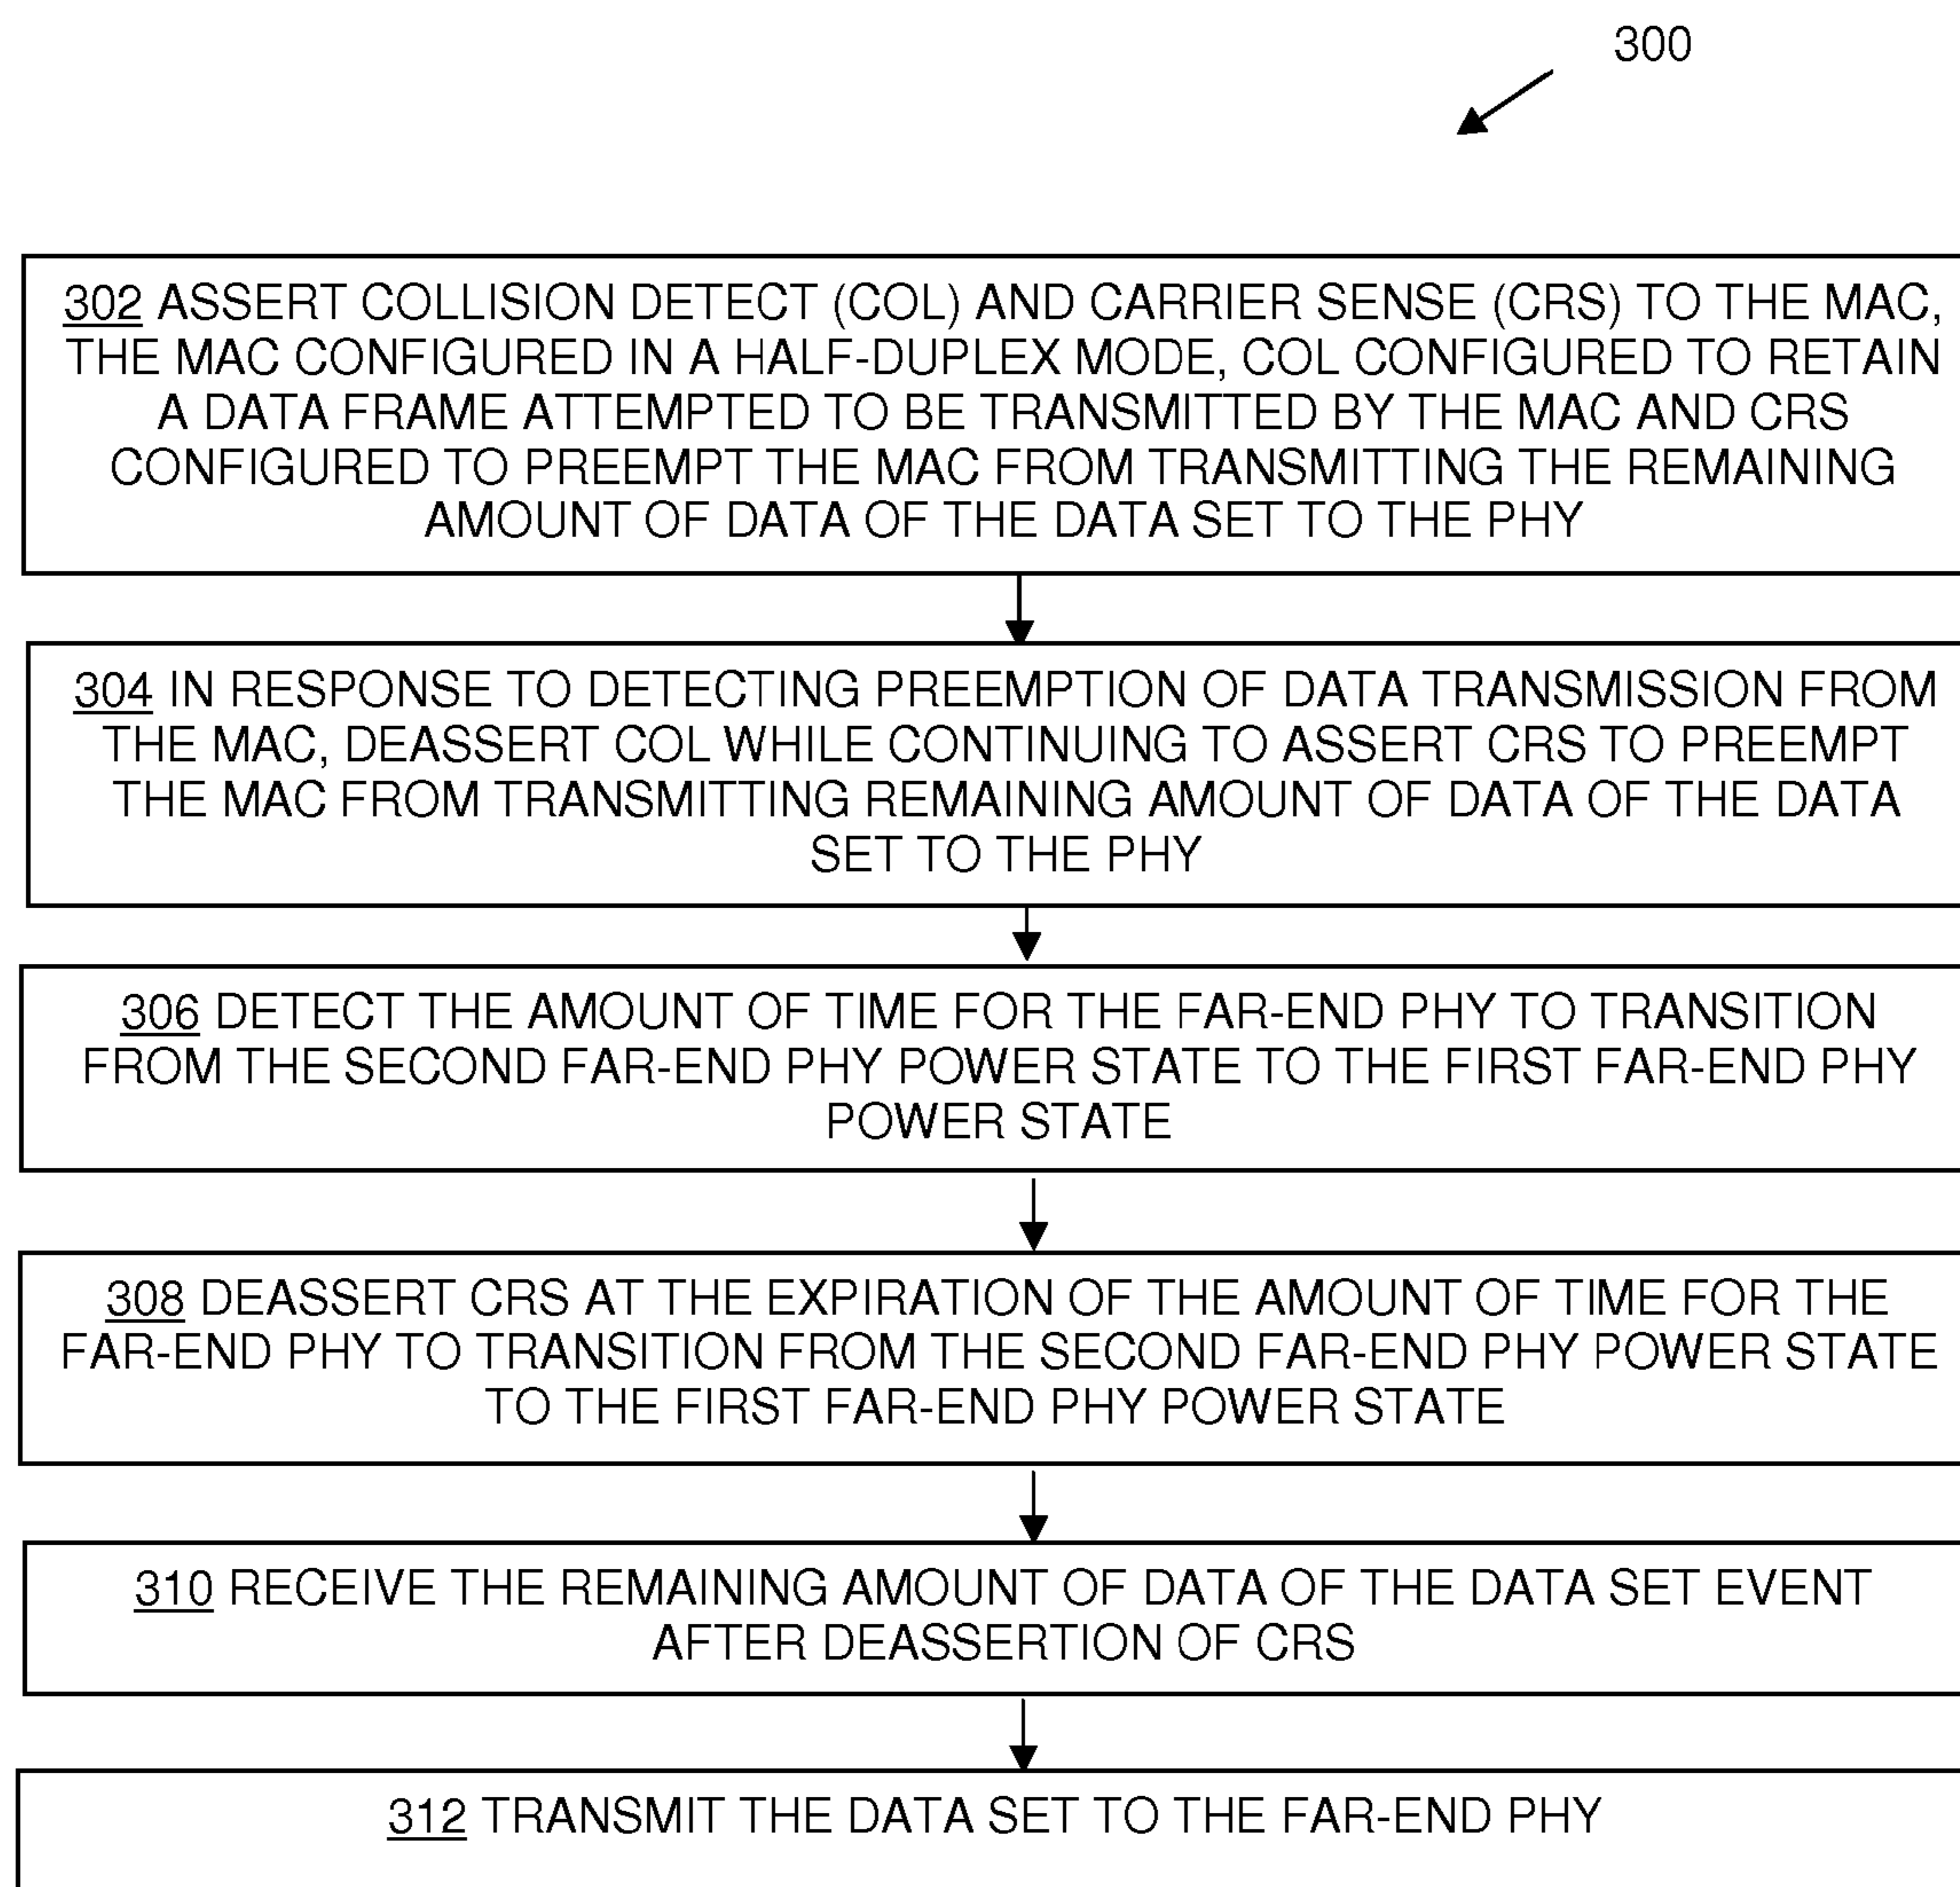 300
302 ASSERT COLLISION DETECT (COL) AND CARRIER SENSE (CRS) TO THE MAC,
THE MAC CONFIGURED IN A HALF-DUPLEX MODE, COL CONFIGURED TO RETAIN
A DATA FRAME ATTEMPTED TO BE TRANSMITTED BY THE MAC AND CRS
CONFIGURED TO PREEMPT THE MAC FROM TRANSMITTING THE REMAINING
AMOUNT OF DATA OF THE DATA SET TO THE PHY
304 IN RESPONSE TO DETECTING PREEMPTION OF DATA TRANSMISSION FROM
THE MAC, DEASSERT COL WHILE CONTINUING TO ASSERT CRS TO PREEMPT
THE MAC FROM TRANSMITTING REMAINING AMOUNT OF DATA OF THE DATA
SET TO THE PHY
306 DETECT THE AMOUNT OF TIME FOR THE FAR-END PHY TO TRANSITION
FROM THE SECOND FAR-END PHY POWER STATE TO THE FIRST FAR-END PHY
POWER STATE
308 DEASSERT CRS AT THE EXPIRATION OF THE AMOUNT OF TIME FOR THE
FAR-END PHY TO TRANSITION FROM THE SECOND FAR-END PHY POWER STATE
TO THE FIRST FAR-END PHY POWER STATE
310 RECEIVE THE REMAINING AMOUNT OF DATA OF THE DATA SET EVENT
AFTER DEASSERTION OF CRS
312 TRANSMIT THE DATA SET TO THE FAR-END PHY